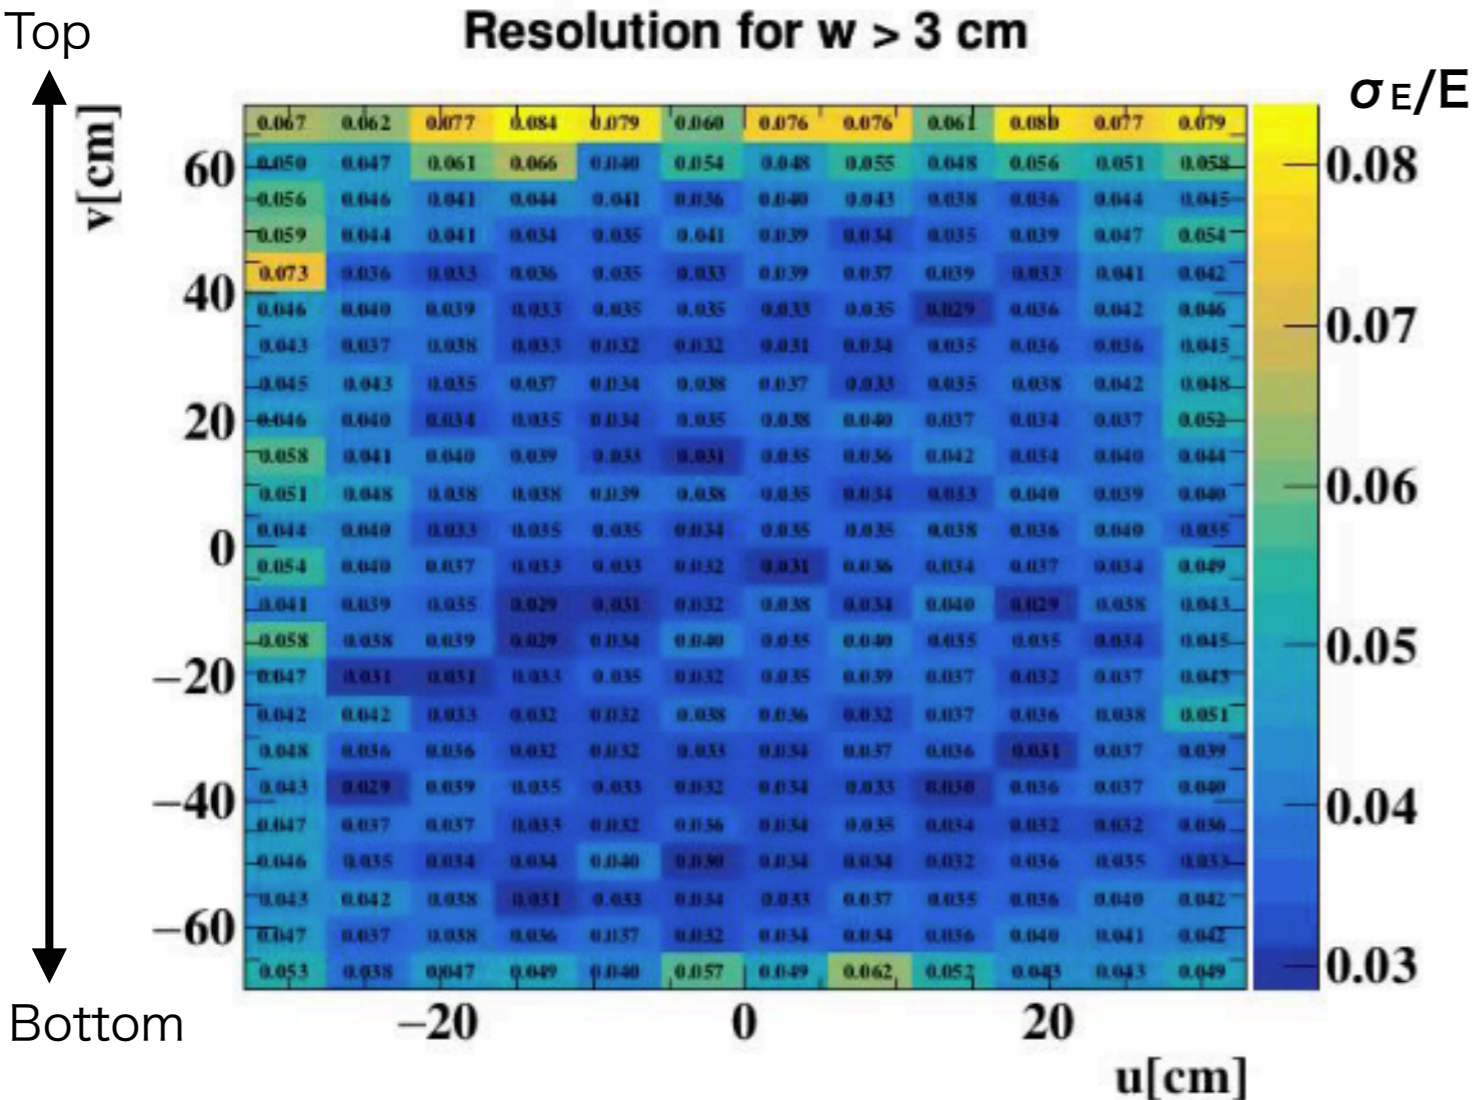 Resolution for w > 3 cm
Top
σE/E
v[cm]
0.067 0.062 0.077 0.084 0.079 0.060 0.076 0.076 0.061 0.080 0.077 0.079
60 0.050 0.047 0.061 0.066 0.040 0.054 0.048 0.055 0.048 0.056 0.051 0.058 0.08
0.056 0.046 0.041 0.044 0.041 0.036 0.040 0.043 0.038 0.036 0.044 0.045
0.059 0.044 0.041 0.034 0.035 0.041 0.039 0.034 0.035 0.039 0.047 0.054
0.073 0.036 0.033 0.036 0.035 0.033 0.039 0.037 0.039 0.033 0.041 0.042
40 0.046 0.040 0.039 0.033 0.035 0.035 0.033 0.035 0.029 0.036 0.042 0.046 0.07
0.043 0.037 0.038 0.033 0.032 0.032 0.031 0.034 0.035 0.036 0.036 0.045
0.045 0.043 0.035 0.037 0.034 0.038 0.037 0.033 0.035 0.038 0.042 0.048
20 0.046 0.040 0.034 0.035 0.034 0.035 0.038 0.040 0.037 0.034 0.037 0.052
0.058 0.041 0.040 0.039 0.033 0.031 0.035 0.036 0.042 0.034 0.040 0.044
0.051 0.048 0.038 0.038 0.039 0.038 0.035 0.034 0.033 0.040 0.039 0.040 0.06
0 0.044 0.040 0.033 0.035 0.035 0.034 0.035 0.035 0.038 0.036 0.040 0.035
0.054 0.040 0.037 0.033 0.033 0.032 0.031 0.036 0.034 0.037 0.034 0.049
0.041 0.039 0.035 0.029 0.031 0.032 0.038 0.034 0.040 0.029 0.038 0.043
0.058 0.038 0.039 0.029 0.034 0.040 0.035 0.040 0.035 0.035 0.034 0.045 0.05
−20 0.047 0.031 0.031 0.033 0.035 0.032 0.035 0.039 0.037 0.032 0.037 0.043
0.042 0.042 0.033 0.032 0.032 0.038 0.036 0.032 0.037 0.036 0.038 0.051
0.048 0.036 0.036 0.032 0.032 0.033 0.034 0.037 0.036 0.031 0.037 0.039
−40 0.043 0.029 0.039 0.035 0.033 0.032 0.034 0.033 0.030 0.036 0.037 0.040 0.04
0.047 0.037 0.037 0.033 0.032 0.036 0.034 0.035 0.034 0.032 0.032 0.036
0.046 0.035 0.034 0.034 0.040 0.030 0.034 0.034 0.032 0.036 0.035 0.033
0.043 0.042 0.038 0.031 0.033 0.034 0.033 0.037 0.035 0.036 0.040 0.042
−60 0.047 0.037 0.038 0.036 0.037 0.032 0.034 0.034 0.036 0.040 0.041 0.042
0.053 0.038 0.047 0.049 0.040 0.057 0.049 0.062 0.052 0.043 0.043 0.049 0.03
Bottom
−20 0 20
u[cm]